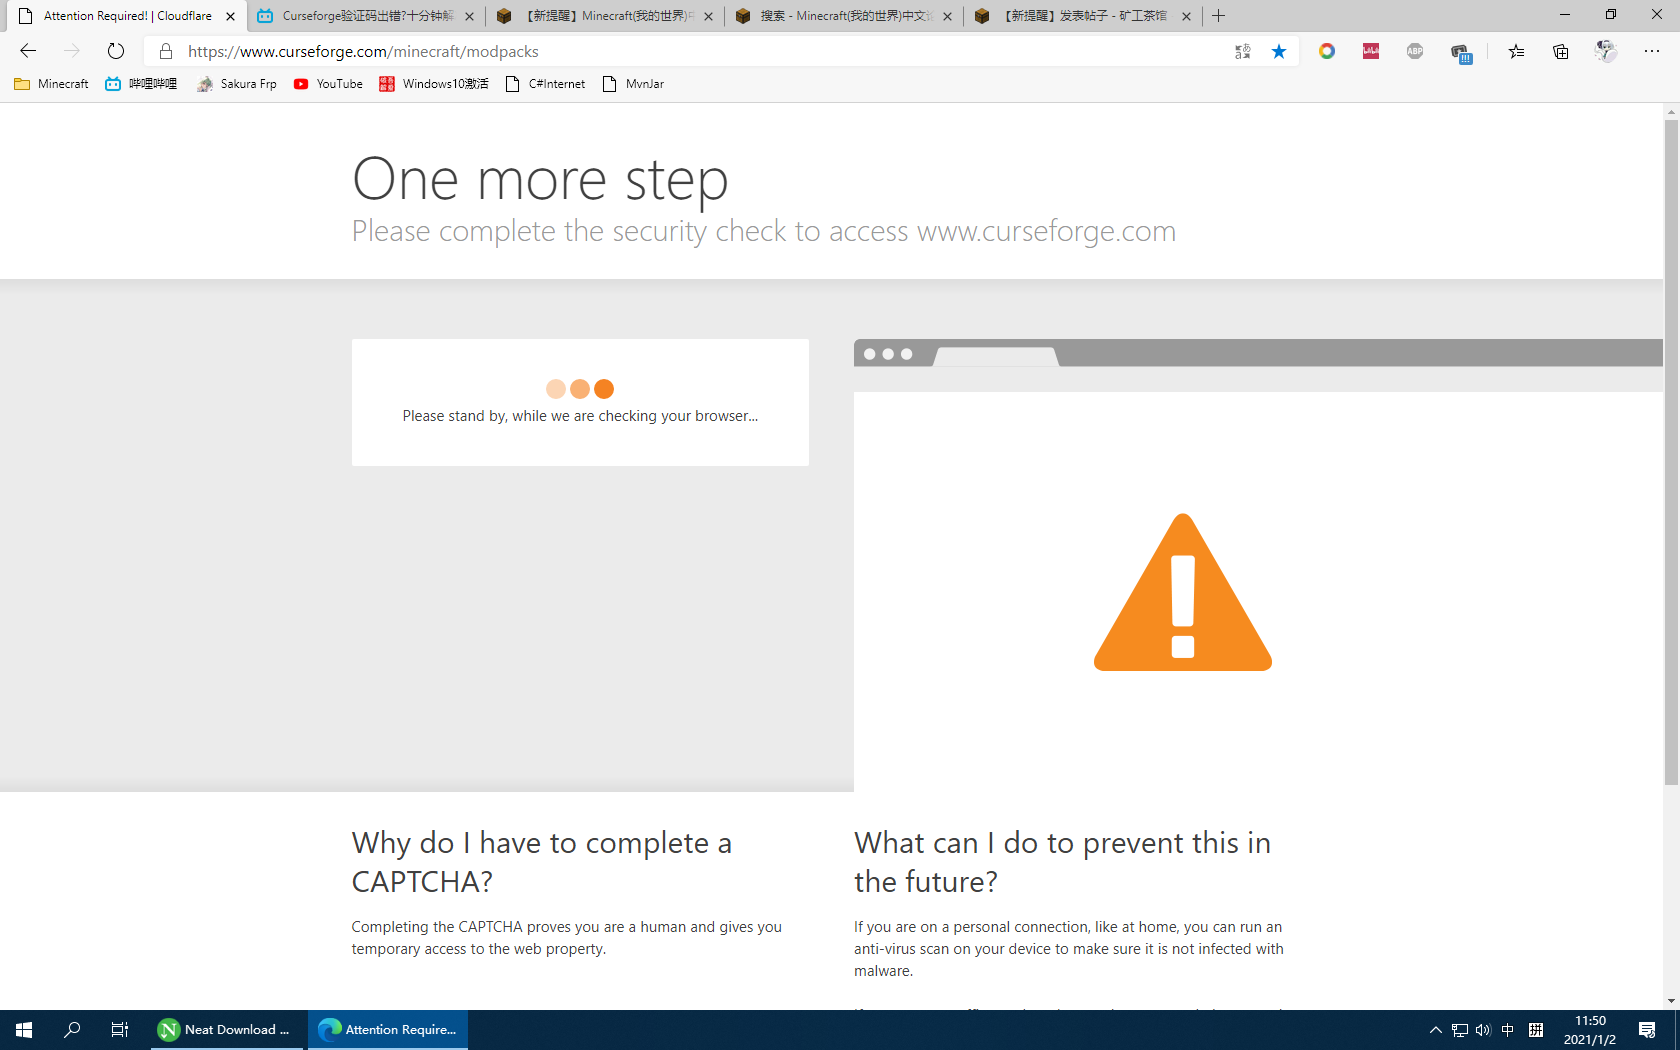 Attention Required! | Cloudflare
Curseforge验证码出错?十分钟解
【新提醒】Minecraft(我的世界)中
搜索 - Minecraft(我的世界)中文论
【新提醒】发表帖子 - 矿工茶馆
https://www.curseforge.com/minecraft/modpacks
ABP
Minecraft
哔哩哔哩
Sakura Frp
YouTube
Windows10激活
C#Internet
MvnJar
One more step
Please complete the security check to access www.curseforge.com
Please stand by, while we are checking your browser...
Why do I have to complete a
CAPTCHA?
Completing the CAPTCHA proves you are a human and gives you
temporary access to the web property.
What can I do to prevent this in
the future?
If you are on a personal connection, like at home, you can run an
anti-virus scan on your device to make sure it is not infected with
malware.
Neat Download ...
Attention Require...
中
拼
11:50
2021/1/2